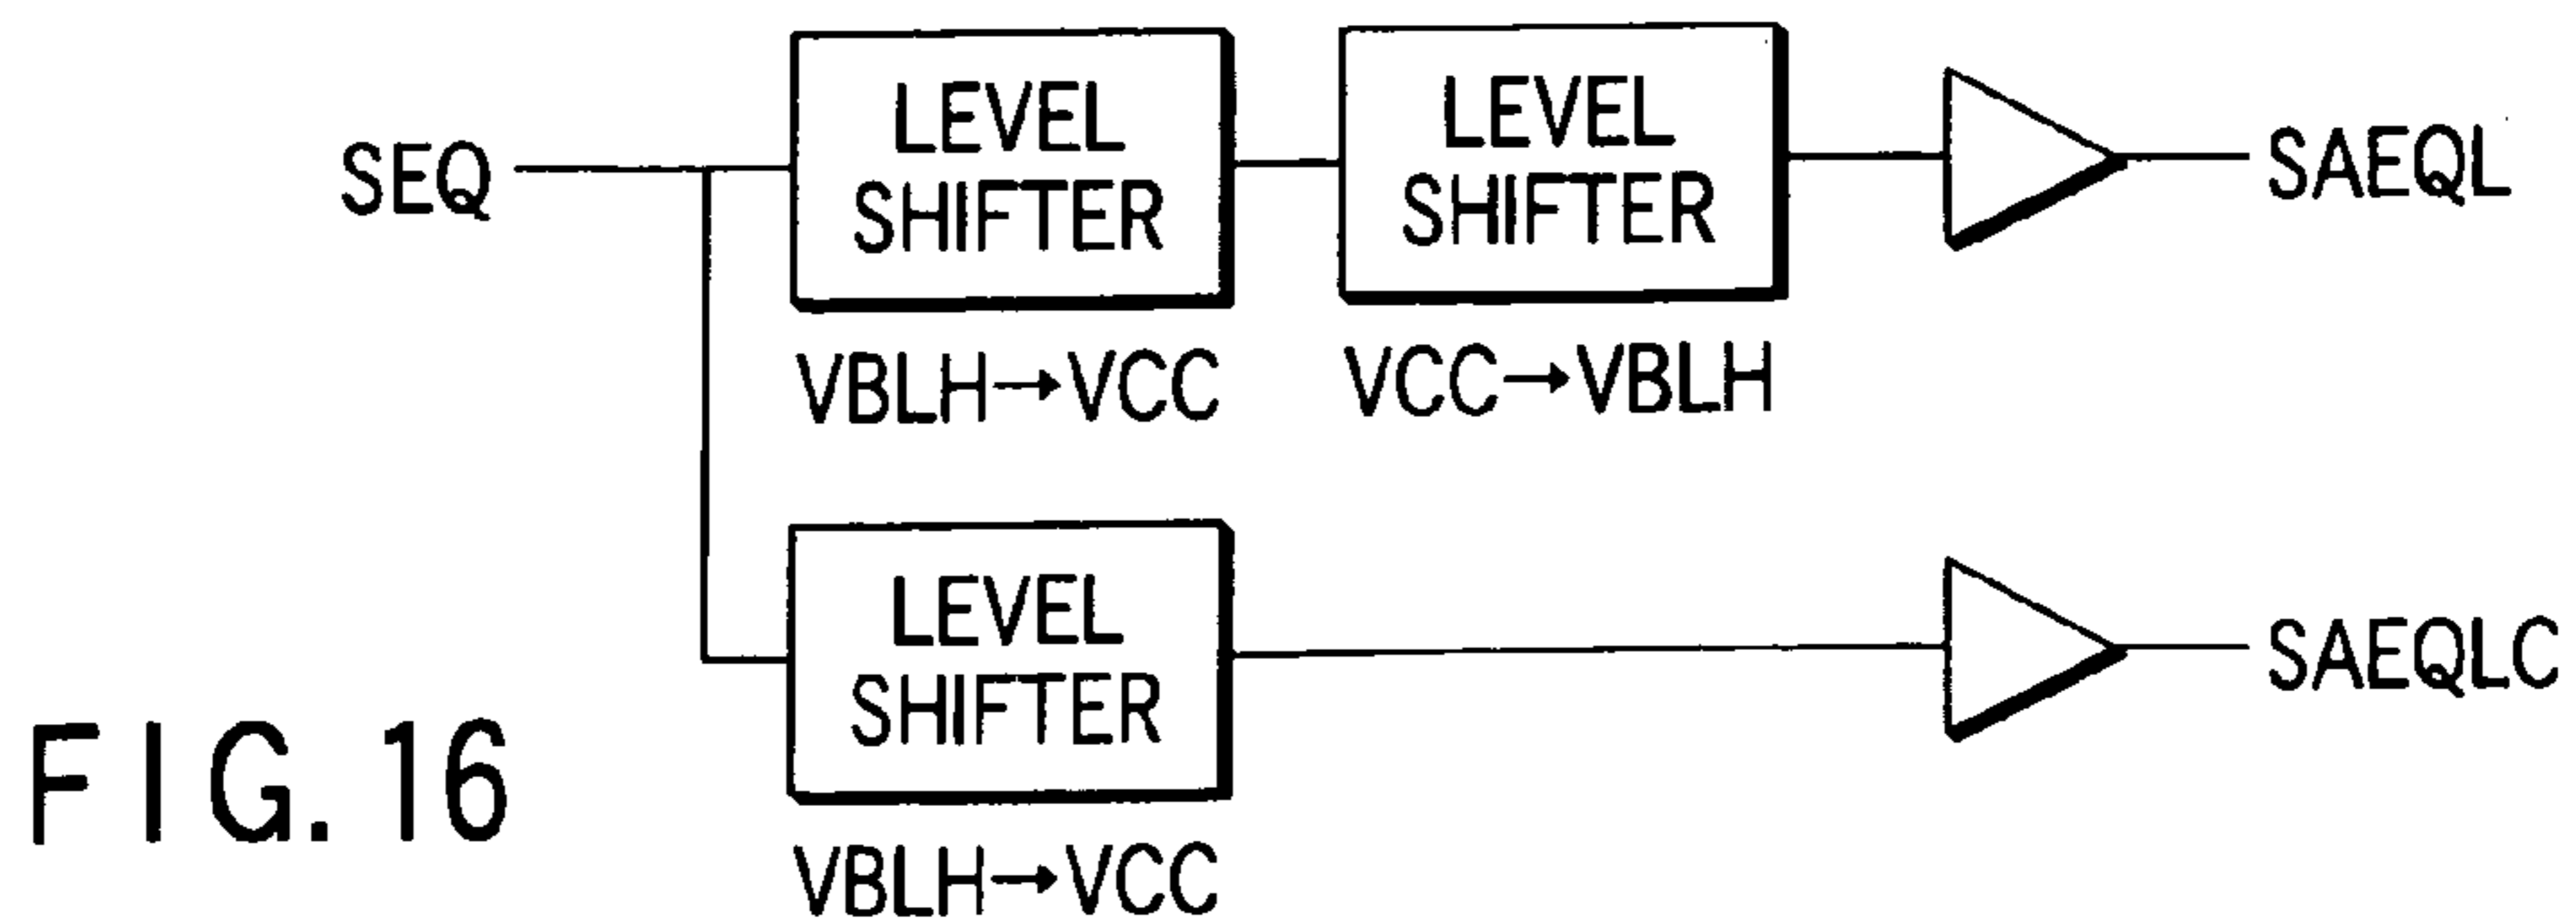 SEQ
LEVEL
SHIFTER
LEVEL
SHIFTER
SAEQL
VBLH→VCC
VCC→VBLH
LEVEL
SHIFTER
SAEQLC
VBLH→VCC
FIG. 16